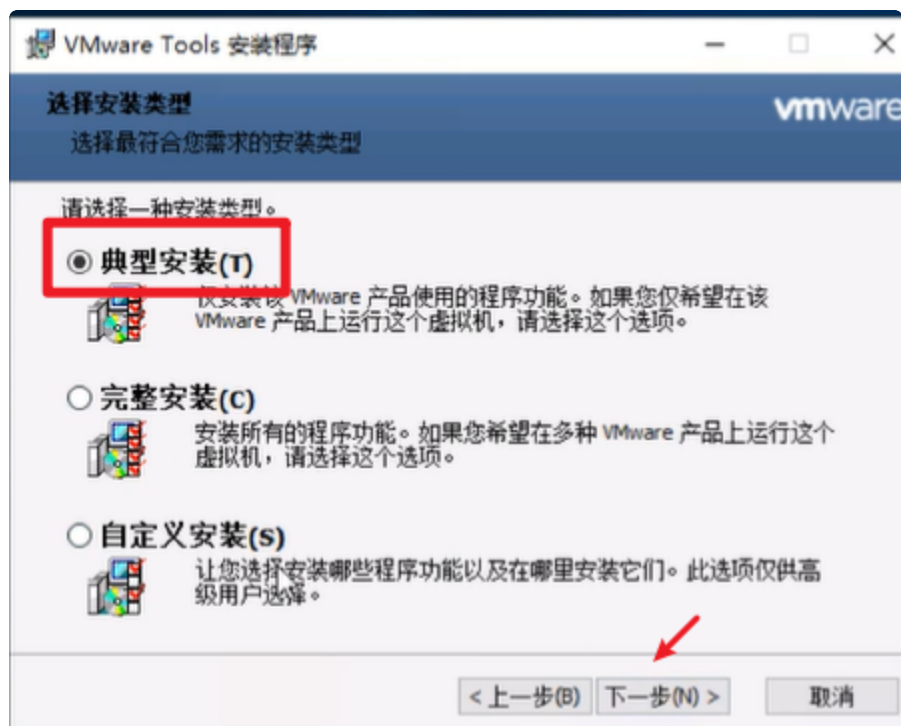 VMware Tools 安装程序
选择安装类型
vmware
选择最符合您需求的安装类型
请选择一种安装类型。
典型安装(T)
仅安装该 VMware 产品使用的程序功能。如果您仅希望在该
VMware 产品上运行这个虚拟机，请选择这个选项。
完整安装(C)
安装所有的程序功能。如果您希望在多种 VMware 产品上运行这个
虚拟机，请选择这个选项。
自定义安装(S)
让您选择安装哪些程序功能以及在哪里安装它们。此选项仅供高
级用户选择。
< 上一步(B) 下一步(N) > 取消